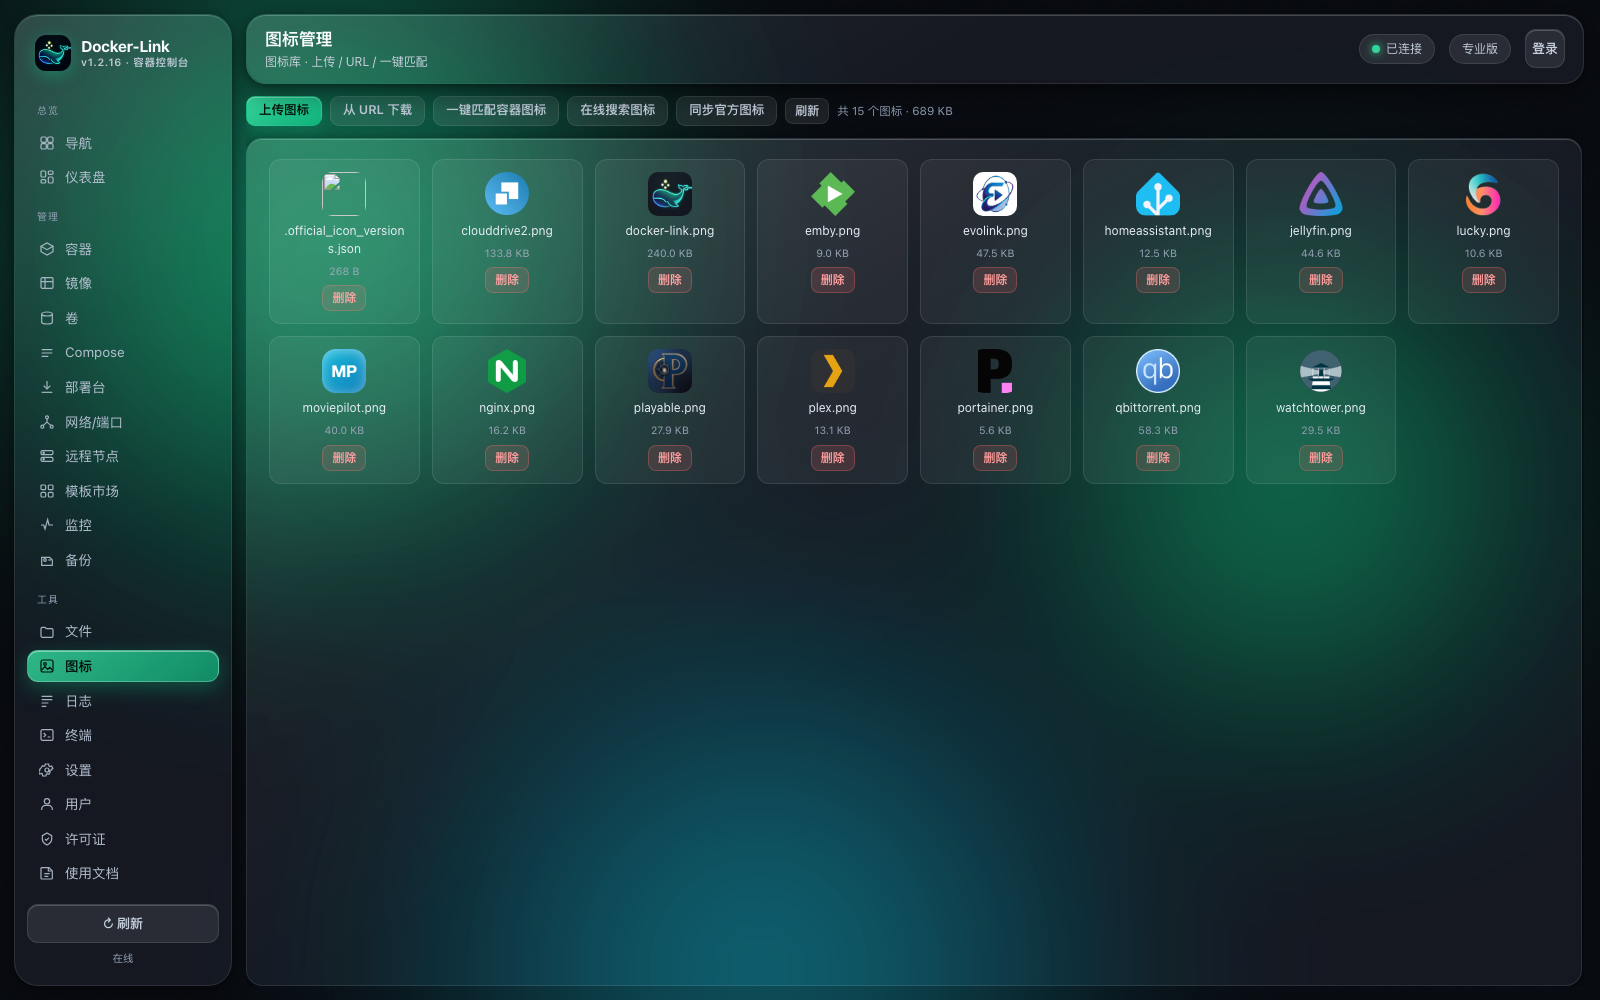 Docker-Link
v1.2.16 · 容器控制台
总览
导航
仪表盘
管理
容器
镜像
卷
Compose
部署台
网络/端口
远程节点
模板市场
监控
备份
工具
文件
图标
日志
终端
设置
用户
许可证
使用文档
↻ 刷新
在线
图标管理
图标库 · 上传 / URL / 一键匹配
已连接
专业版
登录
上传图标
从 URL 下载
一键匹配容器图标
在线搜索图标
同步官方图标
刷新
共 15 个图标 · 689 KB
.official_icon_version
s.json
268 B
删除
clouddrive2.png
133.8 KB
删除
docker-link.png
240.0 KB
删除
emby.png
9.0 KB
删除
evolink.png
47.5 KB
删除
homeassistant.png
12.5 KB
删除
jellyfin.png
44.6 KB
删除
lucky.png
10.6 KB
删除
MP
moviepilot.png
40.0 KB
删除
N
nginx.png
16.2 KB
删除
P
playable.png
27.9 KB
删除
plex.png
13.1 KB
删除
P.
portainer.png
5.6 KB
删除
qb
qbittorrent.png
58.3 KB
删除
watchtower.png
29.5 KB
删除